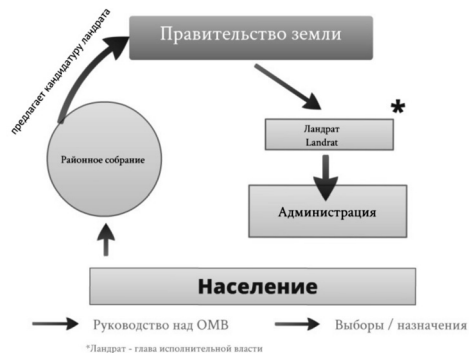 Правительство земли
предлагает кандидатуру ландрата
*
Ландрат
Landrat
Районное собрание
Администрация
Население
Руководство над ОМВ
Выборы / назначения
*Ландрат - глава исполнительной власти